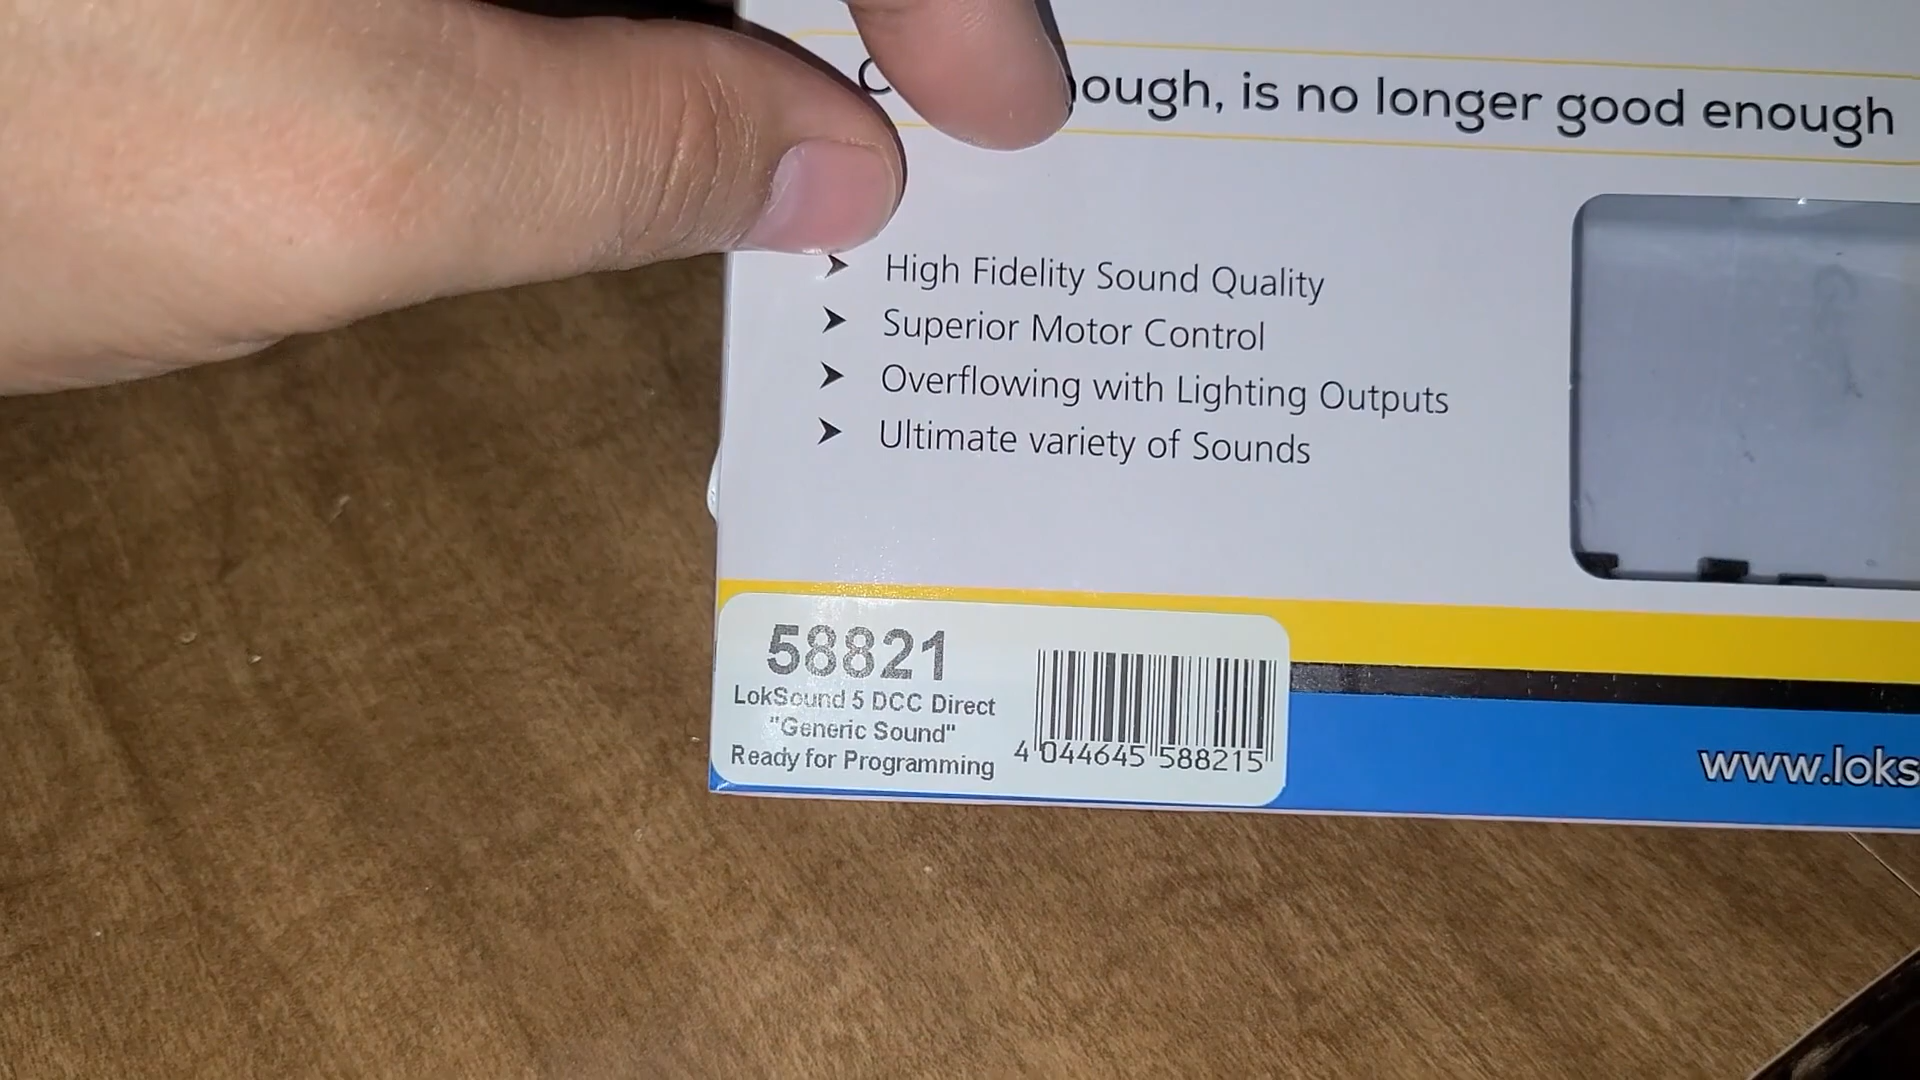 is no longer good enough
High Fidelity Sound Quality
Superior Motor Control
Overflowing with Lighting Outputs
Ultimate variety of Sounds
58821
LokSound 5 DCC Direct
"Generic Sound"
Ready for Programming
4 044645 588215
www.loks